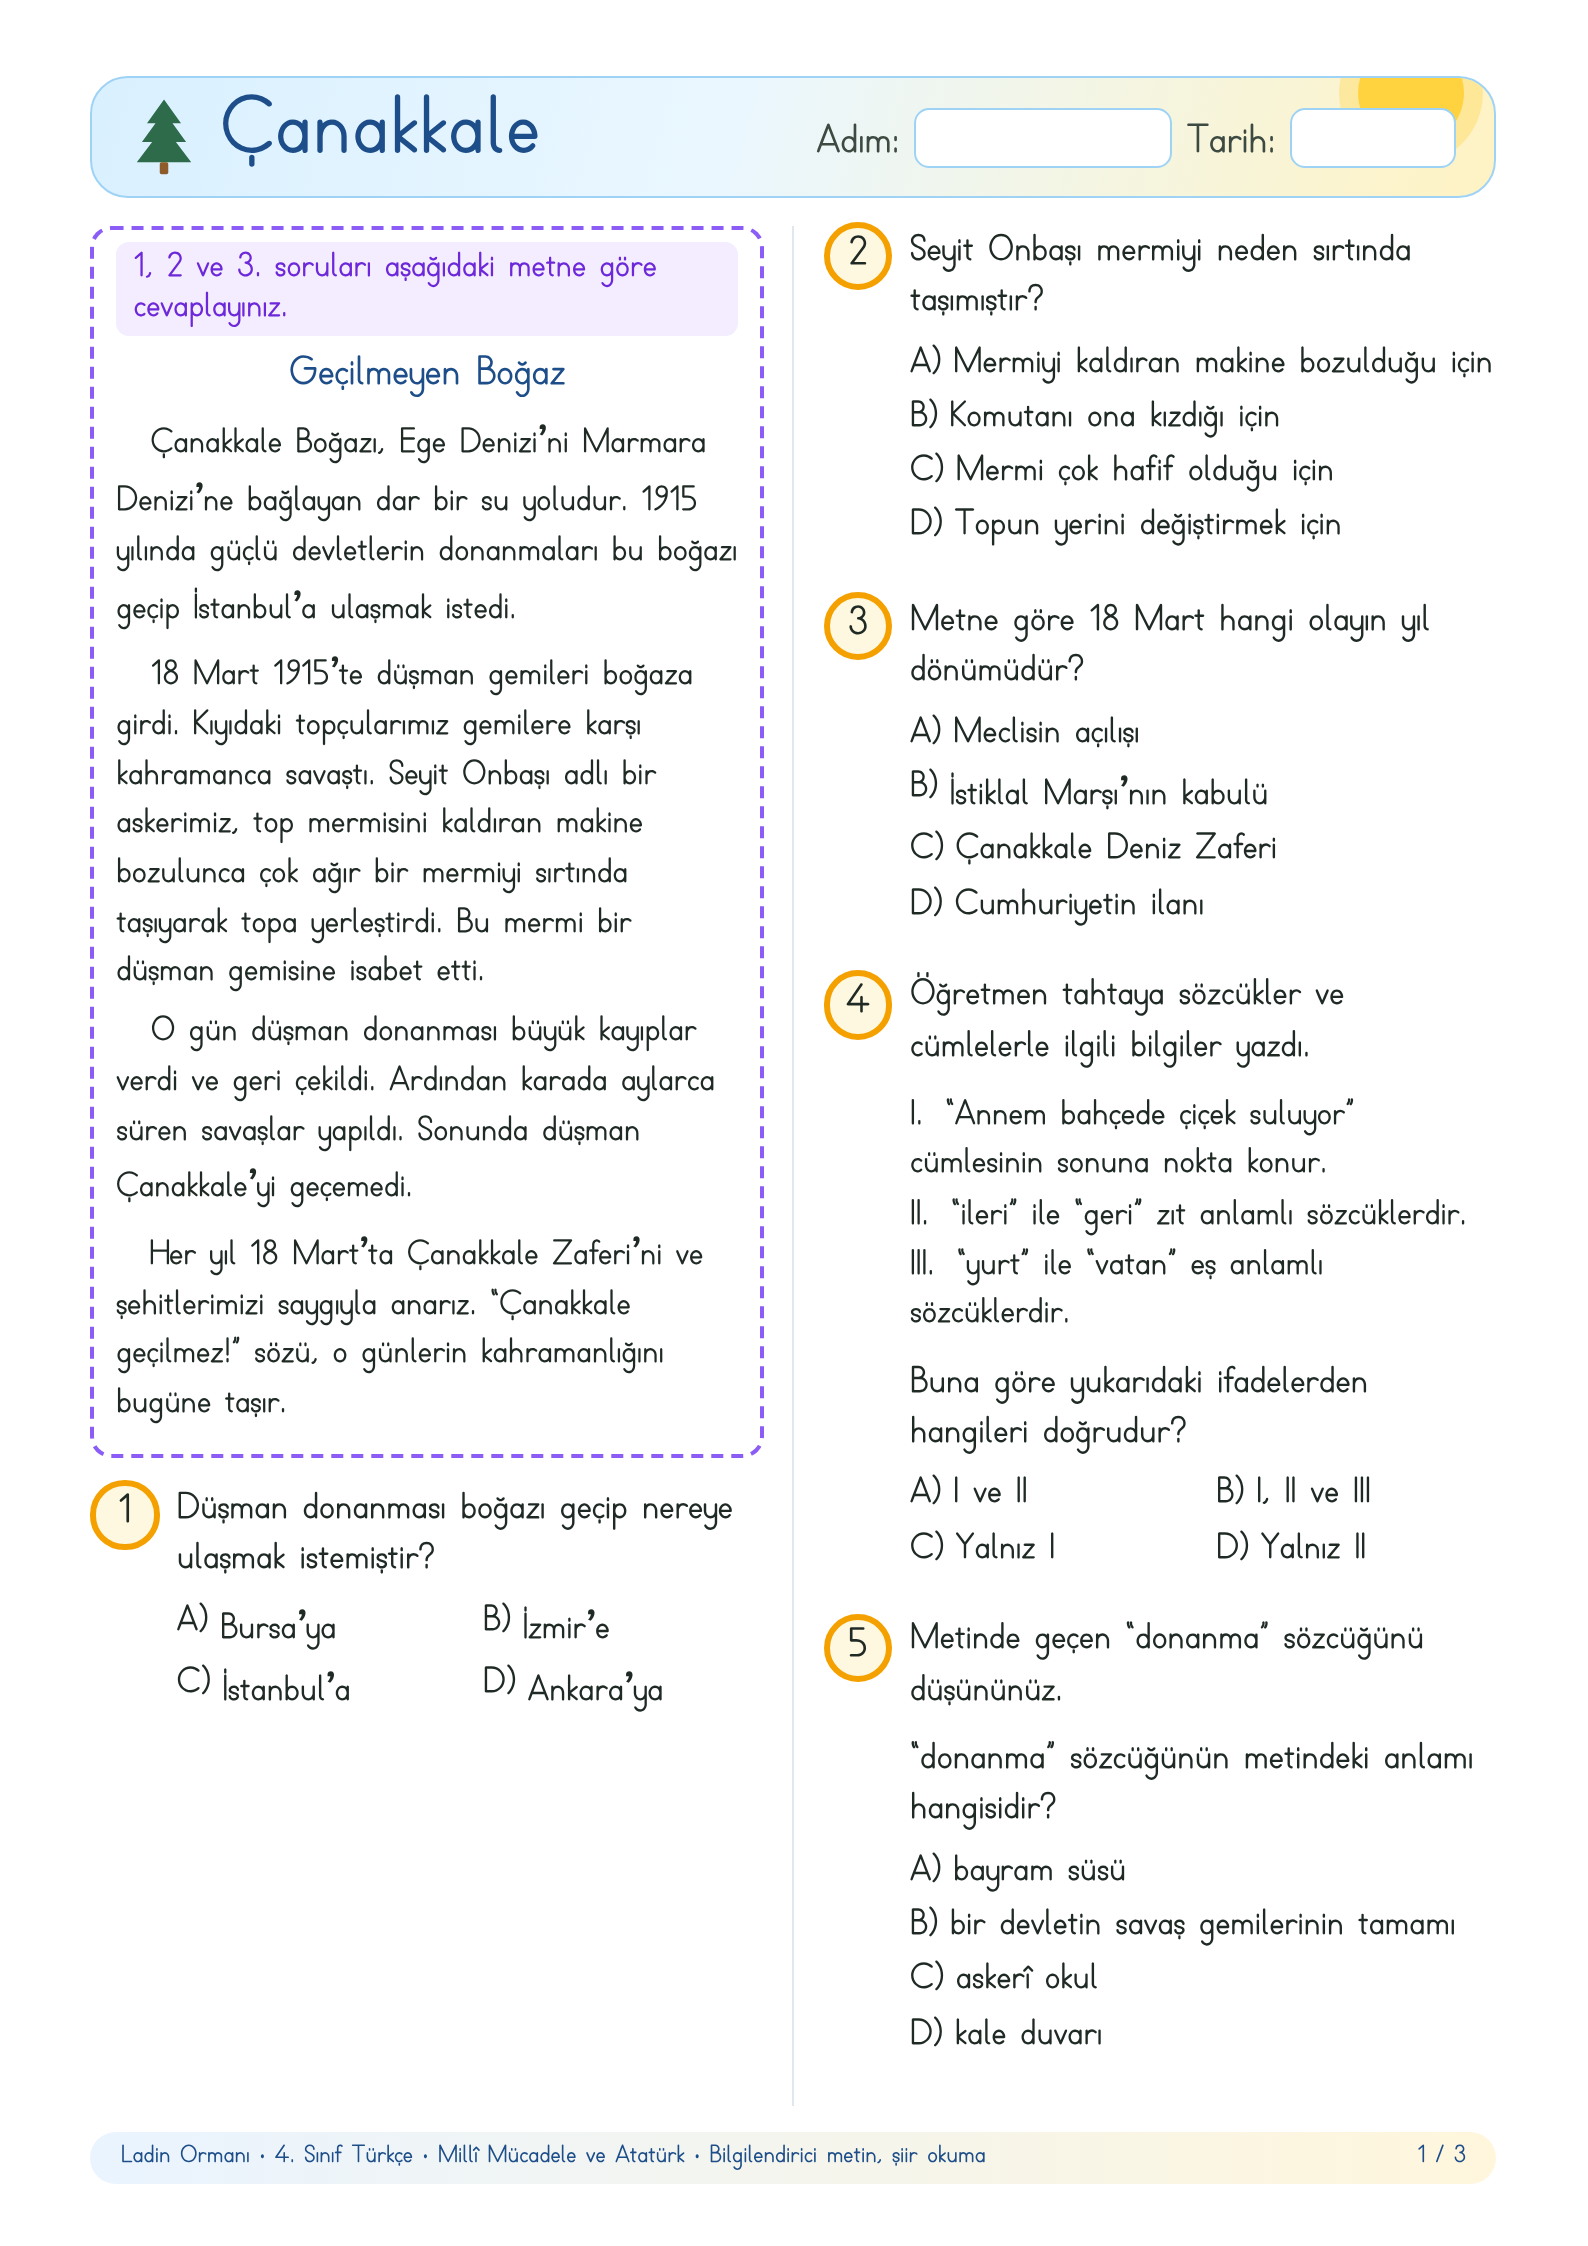 Çanakkale
Adım:
Tarih:
1, 2 ve 3. soruları aşağıdaki metne göre
cevaplayınız.
Geçilmeyen Boğaz
Çanakkale Boğazı, Ege Denizi’ni Marmara
Denizi’ne bağlayan dar bir su yoludur. 1915
yılında güçlü devletlerin donanmaları bu boğazı
geçip İstanbul’a ulaşmak istedi.
18 Mart 1915’te düşman gemileri boğaza
girdi. Kıyıdaki topçularımız gemilere karşı
kahramanca savaştı. Seyit Onbaşı adlı bir
askerimiz, top mermisini kaldıran makine
bozulunca çok ağır bir mermiyi sırtında
taşıyarak topa yerleştirdi. Bu mermi bir
düşman gemisine isabet etti.
O gün düşman donanması büyük kayıplar
verdi ve geri çekildi. Ardından karada aylarca
süren savaşlar yapıldı. Sonunda düşman
Çanakkale’yi geçemedi.
Her yıl 18 Mart’ta Çanakkale Zaferi’ni ve
şehitlerimizi saygıyla anarız. “Çanakkale
geçilmez!” sözü, o günlerin kahramanlığını
bugüne taşır.
1 Düşman donanması boğazı geçip nereye
ulaşmak istemiştir?
A) Bursa’ya B) İzmir’e
C) İstanbul’a D) Ankara’ya
2 Seyit Onbaşı mermiyi neden sırtında
taşımıştır?
A) Mermiyi kaldıran makine bozulduğu için
B) Komutanı ona kızdığı için
C) Mermi çok hafif olduğu için
D) Topun yerini değiştirmek için
3 Metne göre 18 Mart hangi olayın yıl
dönümüdür?
A) Meclisin açılışı
B) İstiklal Marşı’nın kabulü
C) Çanakkale Deniz Zaferi
D) Cumhuriyetin ilanı
4 Öğretmen tahtaya sözcükler ve
cümlelerle ilgili bilgiler yazdı.
I. “Annem bahçede çiçek suluyor”
cümlesinin sonuna nokta konur.
II. “ileri” ile “geri” zıt anlamlı sözcüklerdir.
III. “yurt” ile “vatan” eş anlamlı
sözcüklerdir.
Buna göre yukarıdaki ifadelerden
hangileri doğrudur?
A) I ve II B) I, II ve III
C) Yalnız I D) Yalnız II
5 Metinde geçen “donanma” sözcüğünü
düşününüz.
“donanma” sözcüğünün metindeki anlamı
hangisidir?
A) bayram süsü
B) bir devletin savaş gemilerinin tamamı
C) askerî okul
D) kale duvarı
Ladin Ormanı • 4. Sınıf Türkçe • Millî Mücadele ve Atatürk • Bilgilendirici metin, şiir okuma 1 / 3